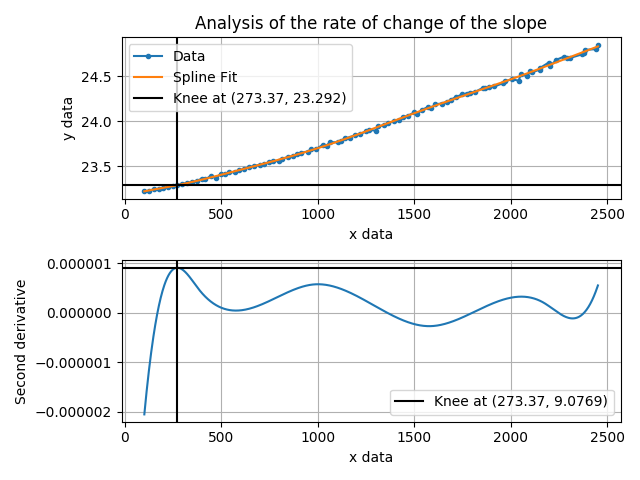 Analysis of the rate of change of the slope
Data
Spline Fit
Knee at (273.37, 23.292)
y data
24.5
24.0
23.5
0
500
1000
1500
2000
2500
x data
Second derivative
0.000001
0.000000
−0.000001
−0.000002
Knee at (273.37, 9.0769)
0
500
1000
1500
2000
2500
x data